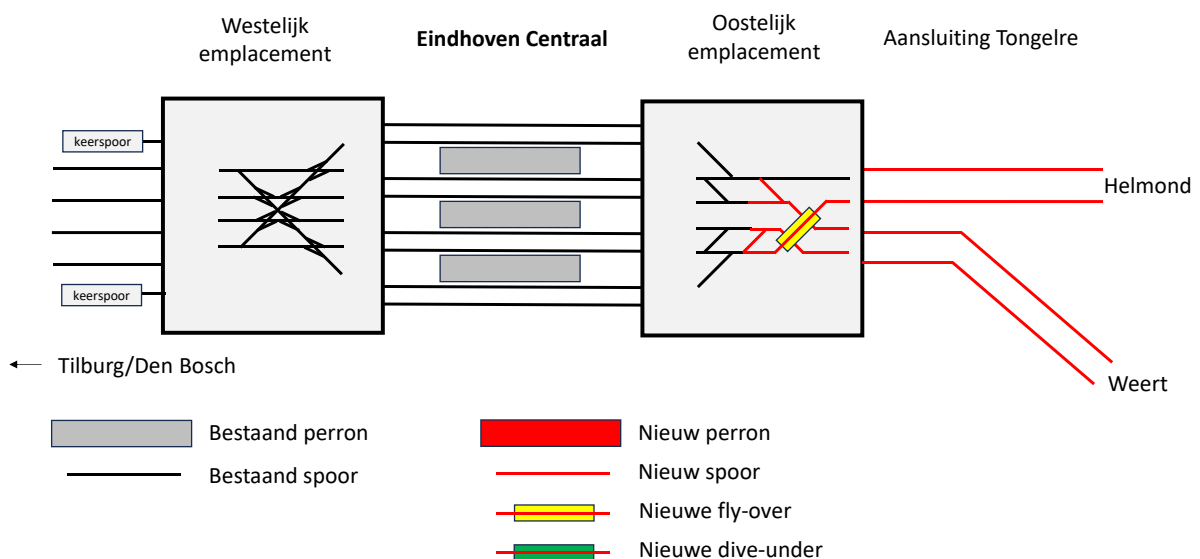 Westelijk
emplacement
Eindhoven Centraal
Oostelijk
emplacement
Aansluiting Tongelre
keerspoor
Helmond
keerspoor
Tilburg/Den Bosch
Weert
Bestaand perron
Nieuw perron
Bestaand spoor
Nieuw spoor
Nieuwe fly-over
Nieuwe dive-under